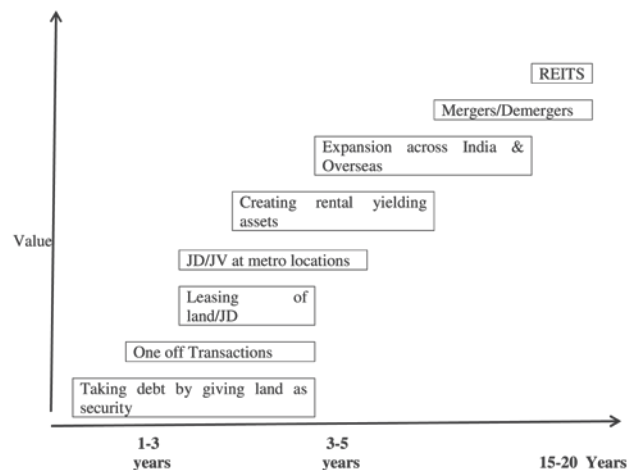 REITS
Mergers/Demergers
Expansion across India &
Overseas
Creating rental yielding
assets
Value
JD/JV at metro locations
Leasing of
land/JD
One off Transactions
Taking debt by giving land as
security
1-3
years
3-5
years
15-20 Years